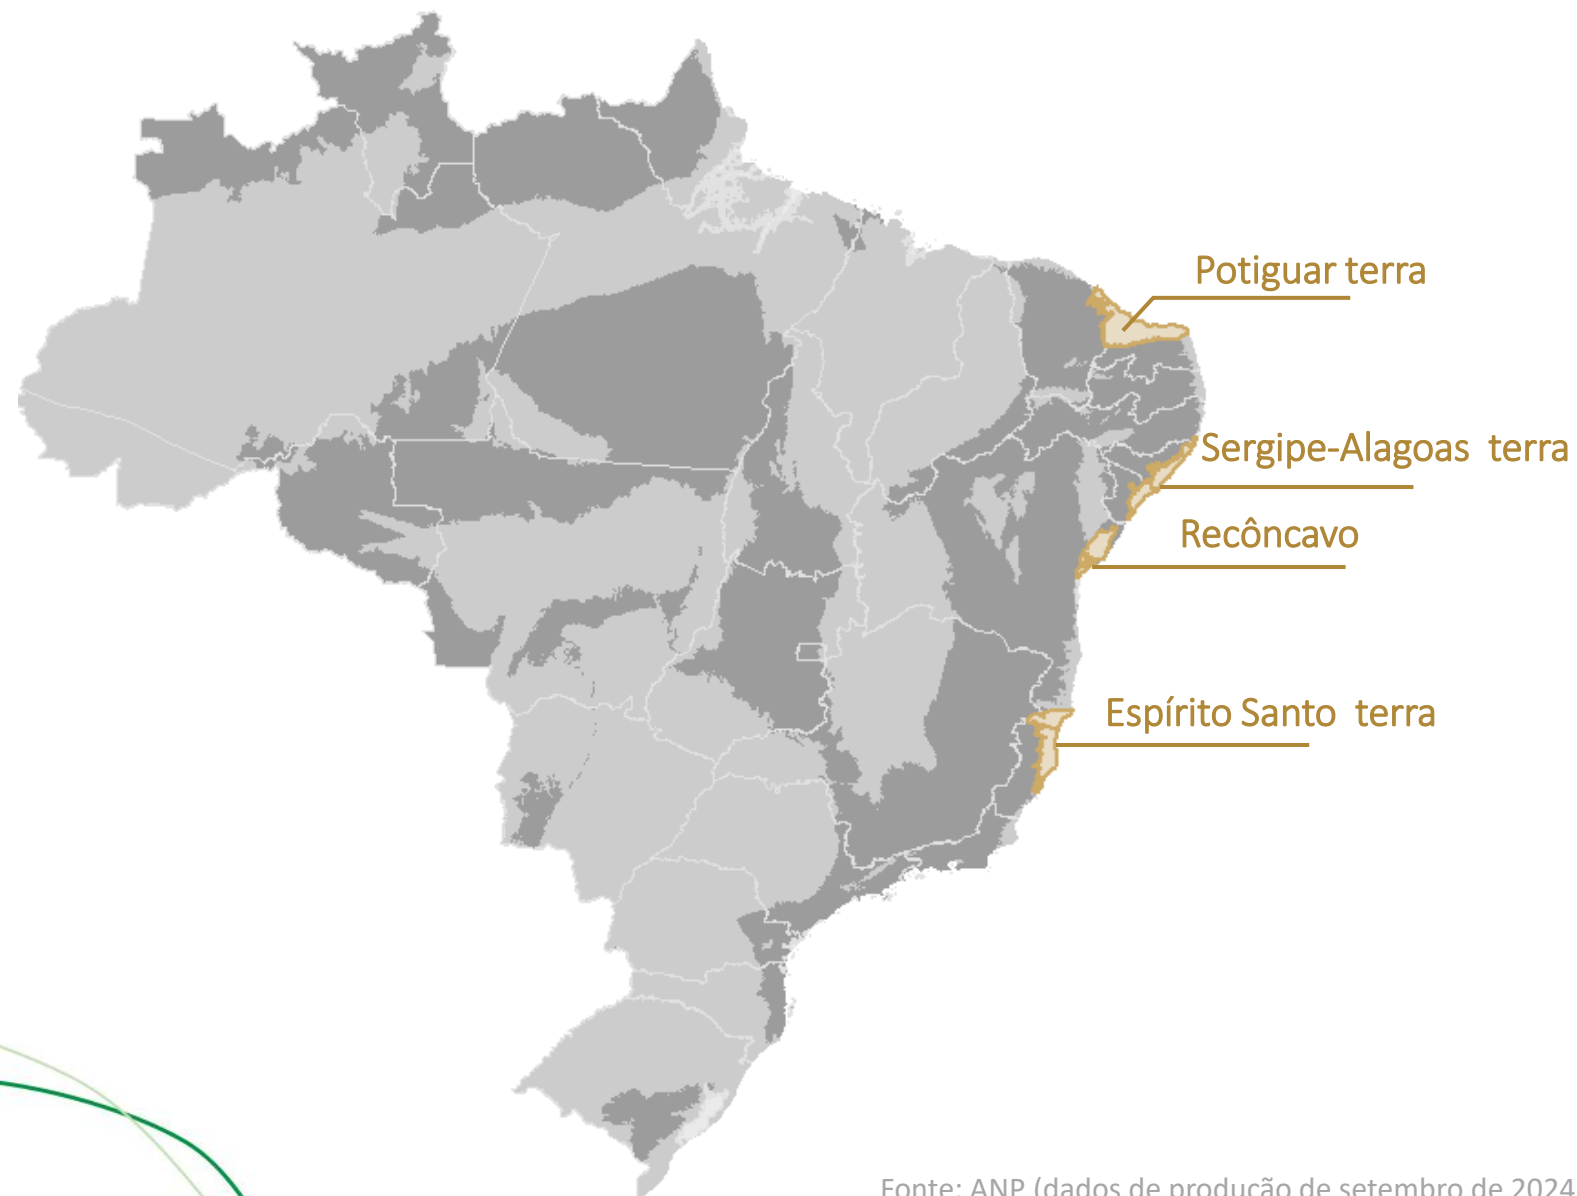 Potiguar terra
Sergipe-Alagoas terra
Recôncavo
Espírito Santo terra
Fonte: ANP (dados de produção de setembro de 2024